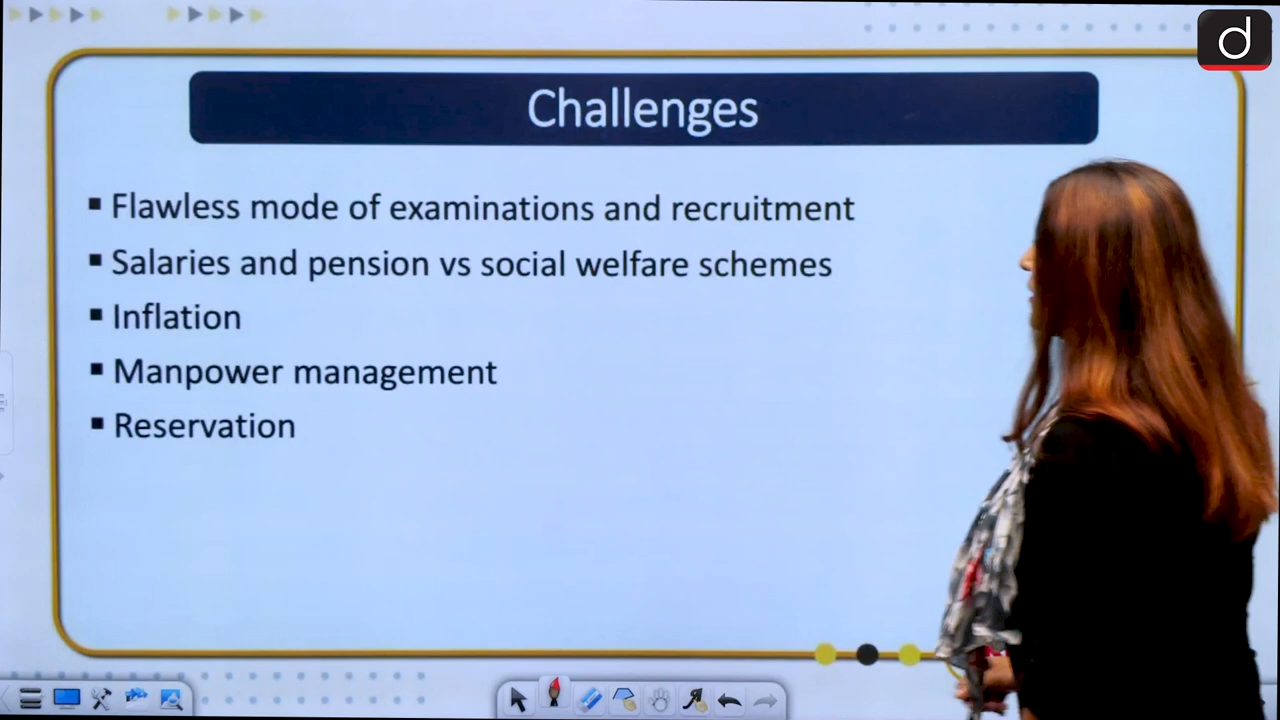 d
Challenges
▪ Flawless mode of examinations and recruitment
▪ Salaries and pension vs social welfare schemes
▪ Inflation
▪ Manpower management
▪ Reservation